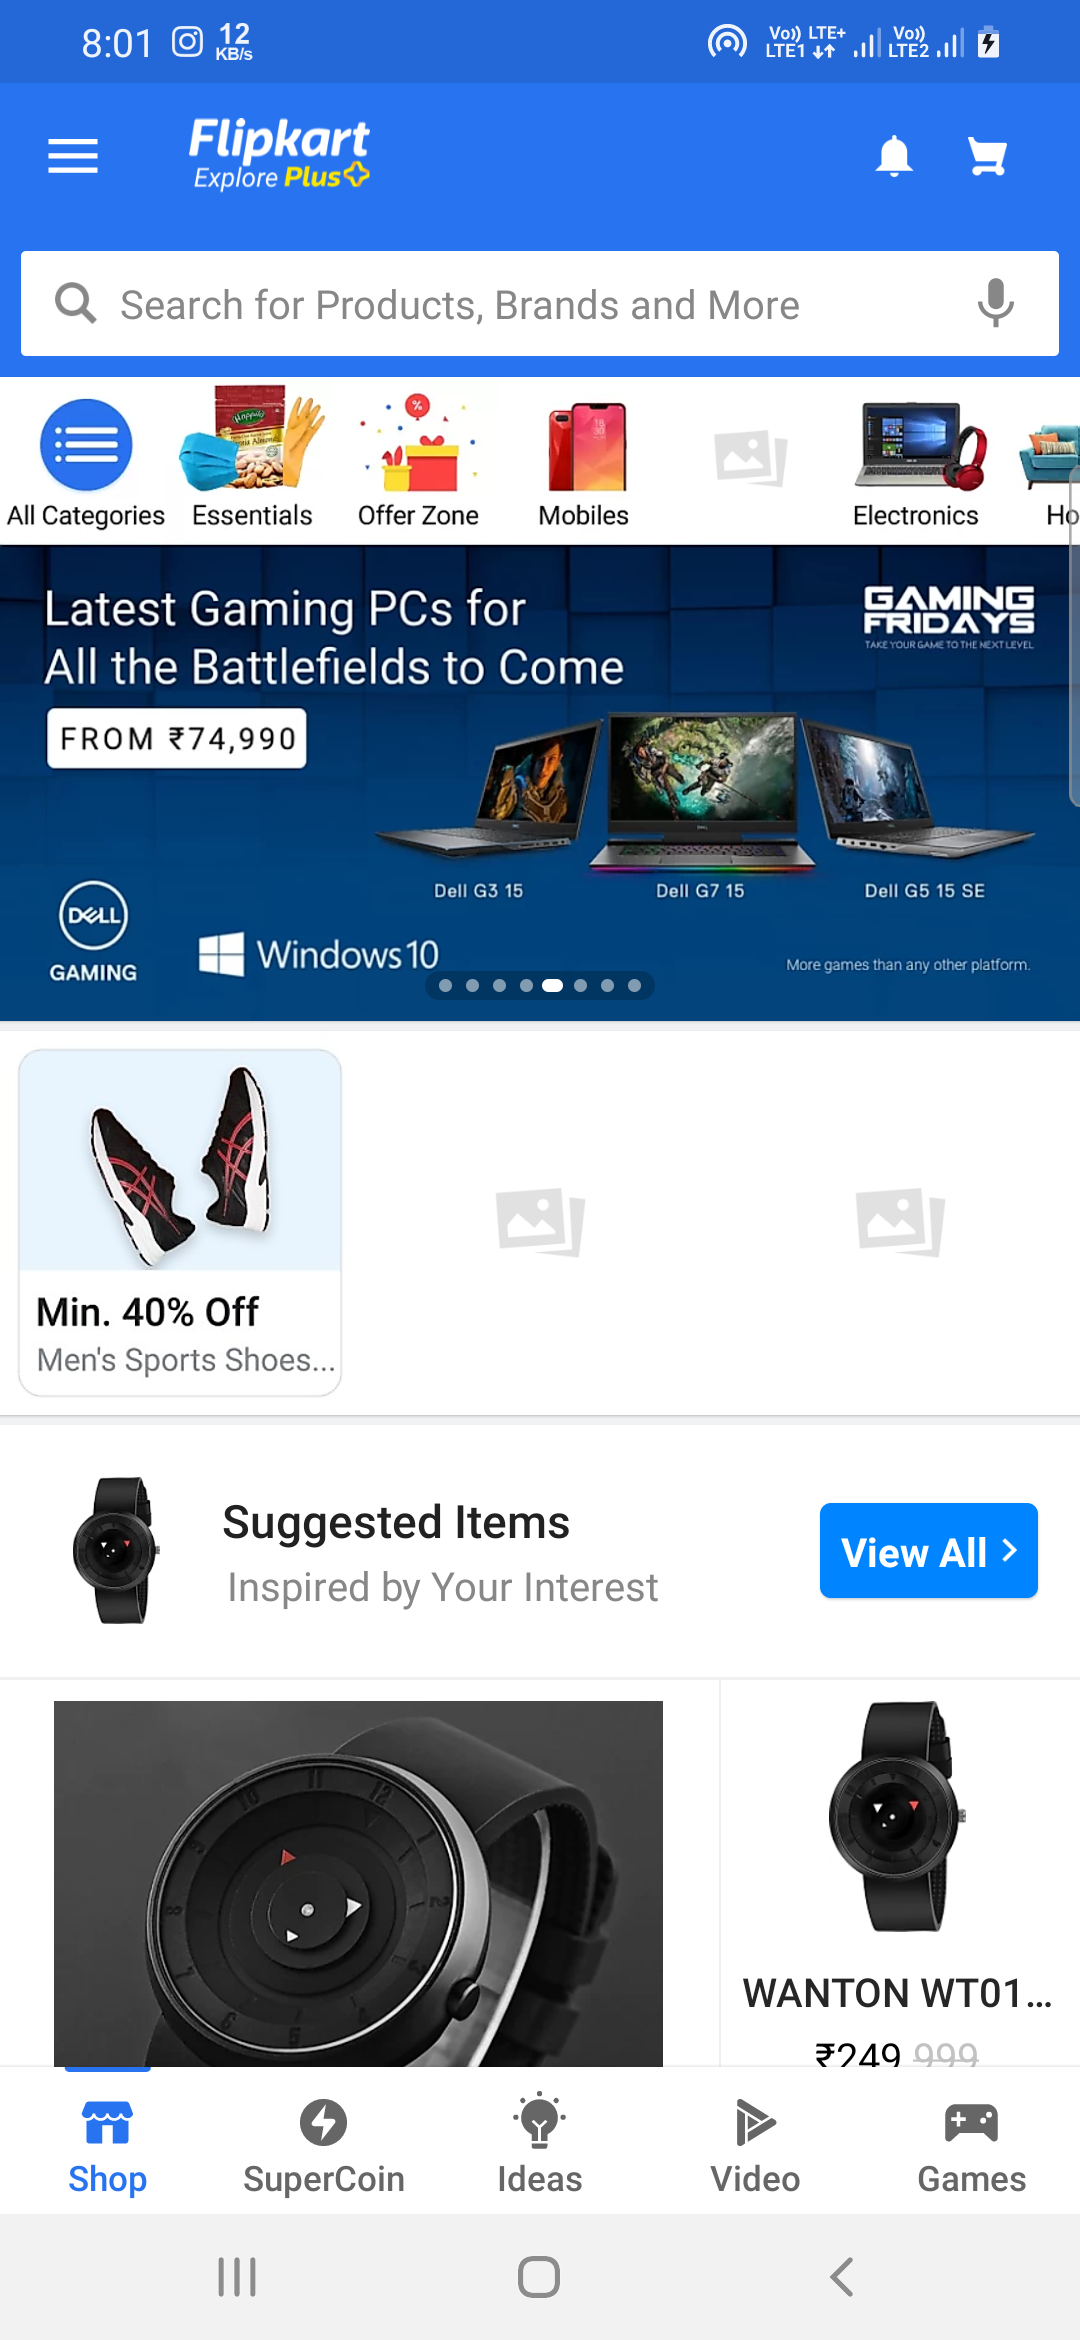 8:01 12 KB/s Vo)) LTE+ LTE1 Vo)) LTE2
Flipkart
Explore Plus
Search for Products, Brands and More
%
Happilo
All Categories Essentials Offer Zone Mobiles Electronics Ho
Latest Gaming PCs for
All the Battlefields to Come
GAMING
FRIDAYS
TAKE YOUR GAME TO THE NEXT LEVEL
FROM ₹74,990
Dell G3 15 Dell G7 15 Dell G5 15 SE
DELL
GAMING
Windows 10
More games than any other platform.
Min. 40% Off
Men's Sports Shoes...
Suggested Items
Inspired by Your Interest
View All
WANTON WT01...
₹249 999
Shop SuperCoin Ideas Video Games